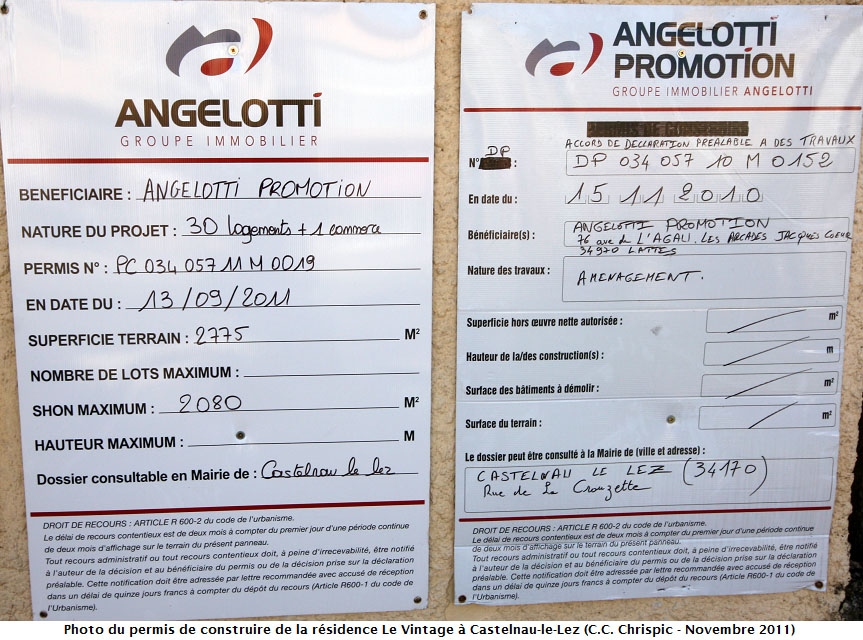 ANGELOTTI
GROUPE IMMOBILIER
BENEFICIAIRE : ANGELOTTI PROMOTION
NATURE DU PROJET : 30 logements + 1 commerce
PERMIS N° : PC 034 057 11 M 0019
EN DATE DU : 13/09/2011
SUPERFICIE TERRAIN : 2775 M²
NOMBRE DE LOTS MAXIMUM :
SHON MAXIMUM : 2080 M²
HAUTEUR MAXIMUM : M
Dossier consultable en Mairie de : Castelnau le lez
DROIT DE RECOURS : ARTICLE R 600-2 du code de l'urbanisme.
Le délai de recours contentieux est de deux mois à compter du premier jour d'une période continue
de deux mois d'affichage sur le terrain du présent panneau.
Tout recours administratif ou tout recours contentieux doit, à peine d'irrecevabilité, être notifié
à l'auteur de la décision et au bénéficiaire du permis ou de la décision prise sur la déclaration
préalable. Cette notification doit être adressée par lettre recommandée avec accusé de réception
dans un délai de quinze jours francs à compter du dépôt du recours (Article R600-1 du code de
l'Urbanisme).
ANGELOTTI
PROMOTION
GROUPE IMMOBILIER ANGELOTTI
ACCORD DE DECLARATION PREALABLE A DES TRAVAUX
N° DP : DP 034 057 10 M 0152
En date du : 15 11 2010
Bénéficiaire(s) : ANGELOTTI PROMOTION
76 ave de L'AGAU. LES ARCADES JACQUES COEUR
34970 LATTES
Nature des travaux : AMENAGEMENT.
Superficie hors œuvre nette autorisée : m²
Hauteur de la/des construction(s) : m
Surface des bâtiments à démolir : m²
Surface du terrain : m²
Le dossier peut être consulté à la Mairie de (ville et adresse) :
CASTELNAU LE LEZ (34170)
Rue de La Crouzette
DROIT DE RECOURS : ARTICLE R 600-2 du code de l'urbanisme.
Le délai de recours contentieux est de deux mois à compter du premier jour d'une période continue
de deux mois d'affichage sur le terrain du présent panneau.
Tout recours administratif ou tout recours contentieux doit, à peine d'irrecevabilité, être notifié
à l'auteur de la décision et au bénéficiaire du permis ou de la décision prise sur la déclaration
préalable. Cette notification doit être adressée par lettre recommandée avec accusé de réception
dans un délai de quinze jours francs à compter du dépôt du recours (Article R600-1 du code de
l'Urbanisme).
Photo du permis de construire de la résidence Le Vintage à Castelnau-le-Lez (C.C. Chrispic - Novembre 2011)